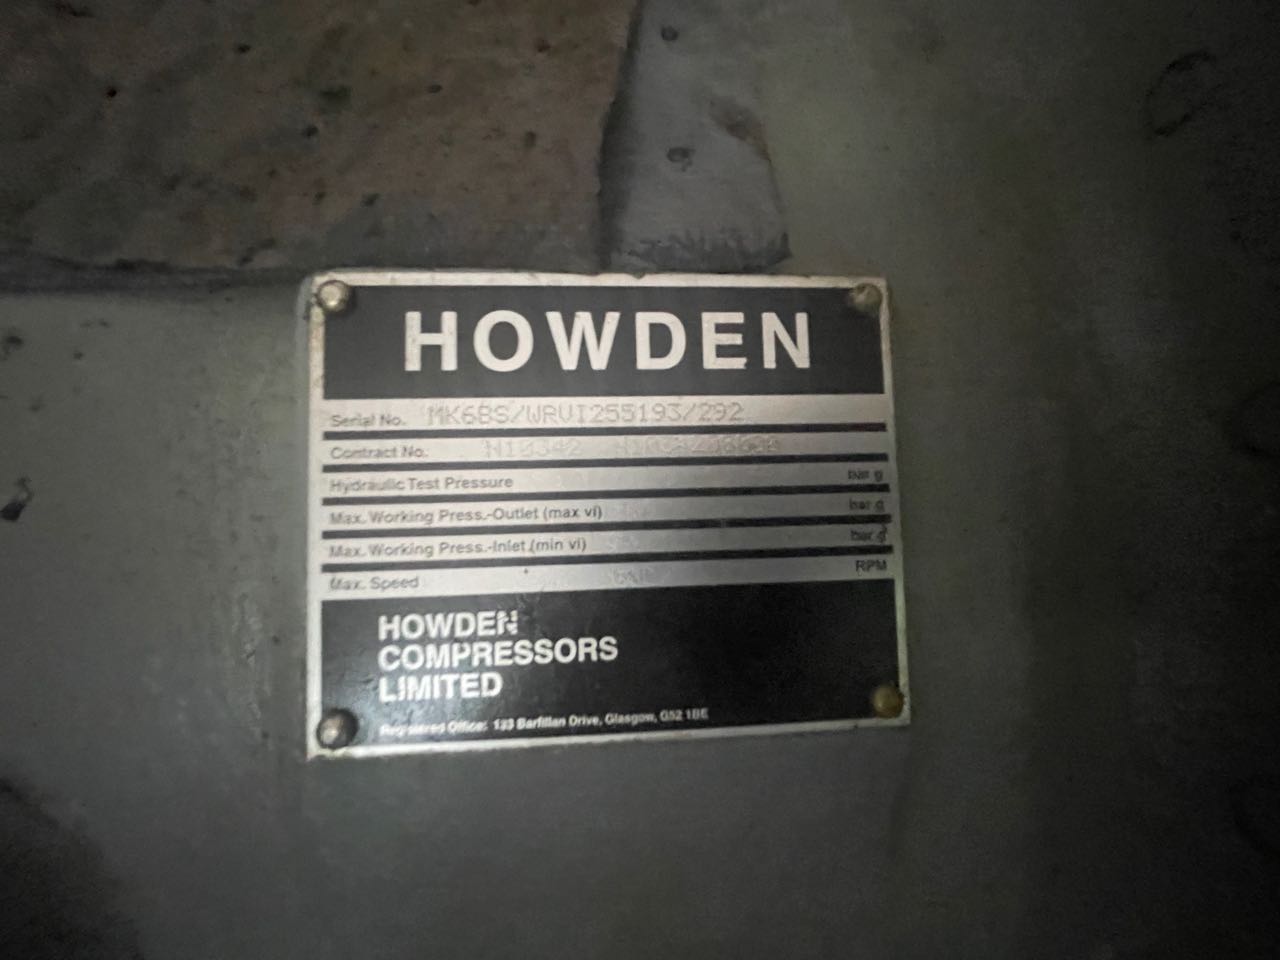 HOWDEN
Serial No. MK6BS/WRVI255193/292
Contract No. N10342
Hydraulic Test Pressure bar g
Max. Working Press.-Outlet (max vi) bar g
Max. Working Press.-Inlet (min vi) bar g
Max. Speed RPM
HOWDEN
COMPRESSORS
LIMITED
Registered Office: 133 Barfillan Drive, Glasgow, G52 1BE